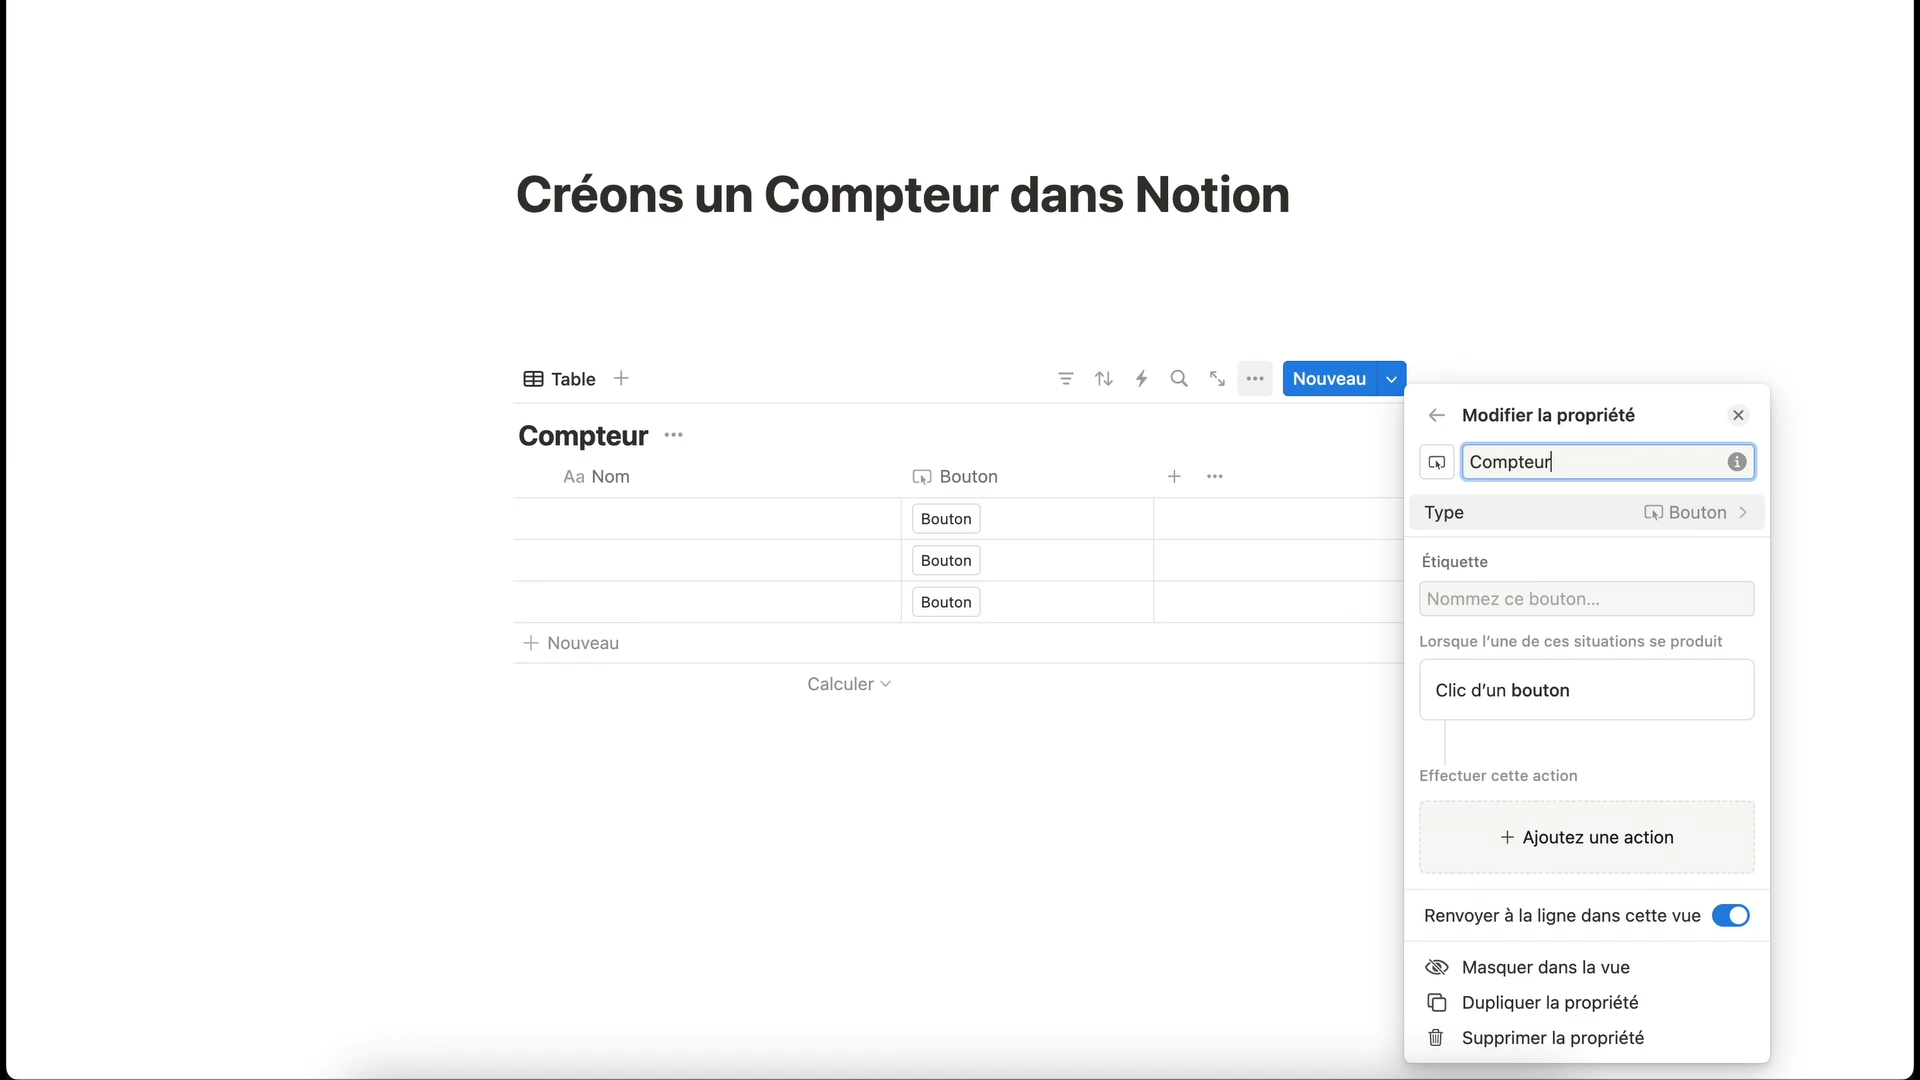 Créons un Compteur dans Notion
Table
Nouveau
Compteur
Aa Nom
Bouton
Bouton
Bouton
Bouton
Nouveau
Calculer
Modifier la propriété
Compteur
Type
Bouton
Étiquette
Nommez ce bouton...
Lorsque l’une de ces situations se produit
Clic d’un bouton
Effectuer cette action
Ajoutez une action
Renvoyer à la ligne dans cette vue
Masquer dans la vue
Dupliquer la propriété
Supprimer la propriété